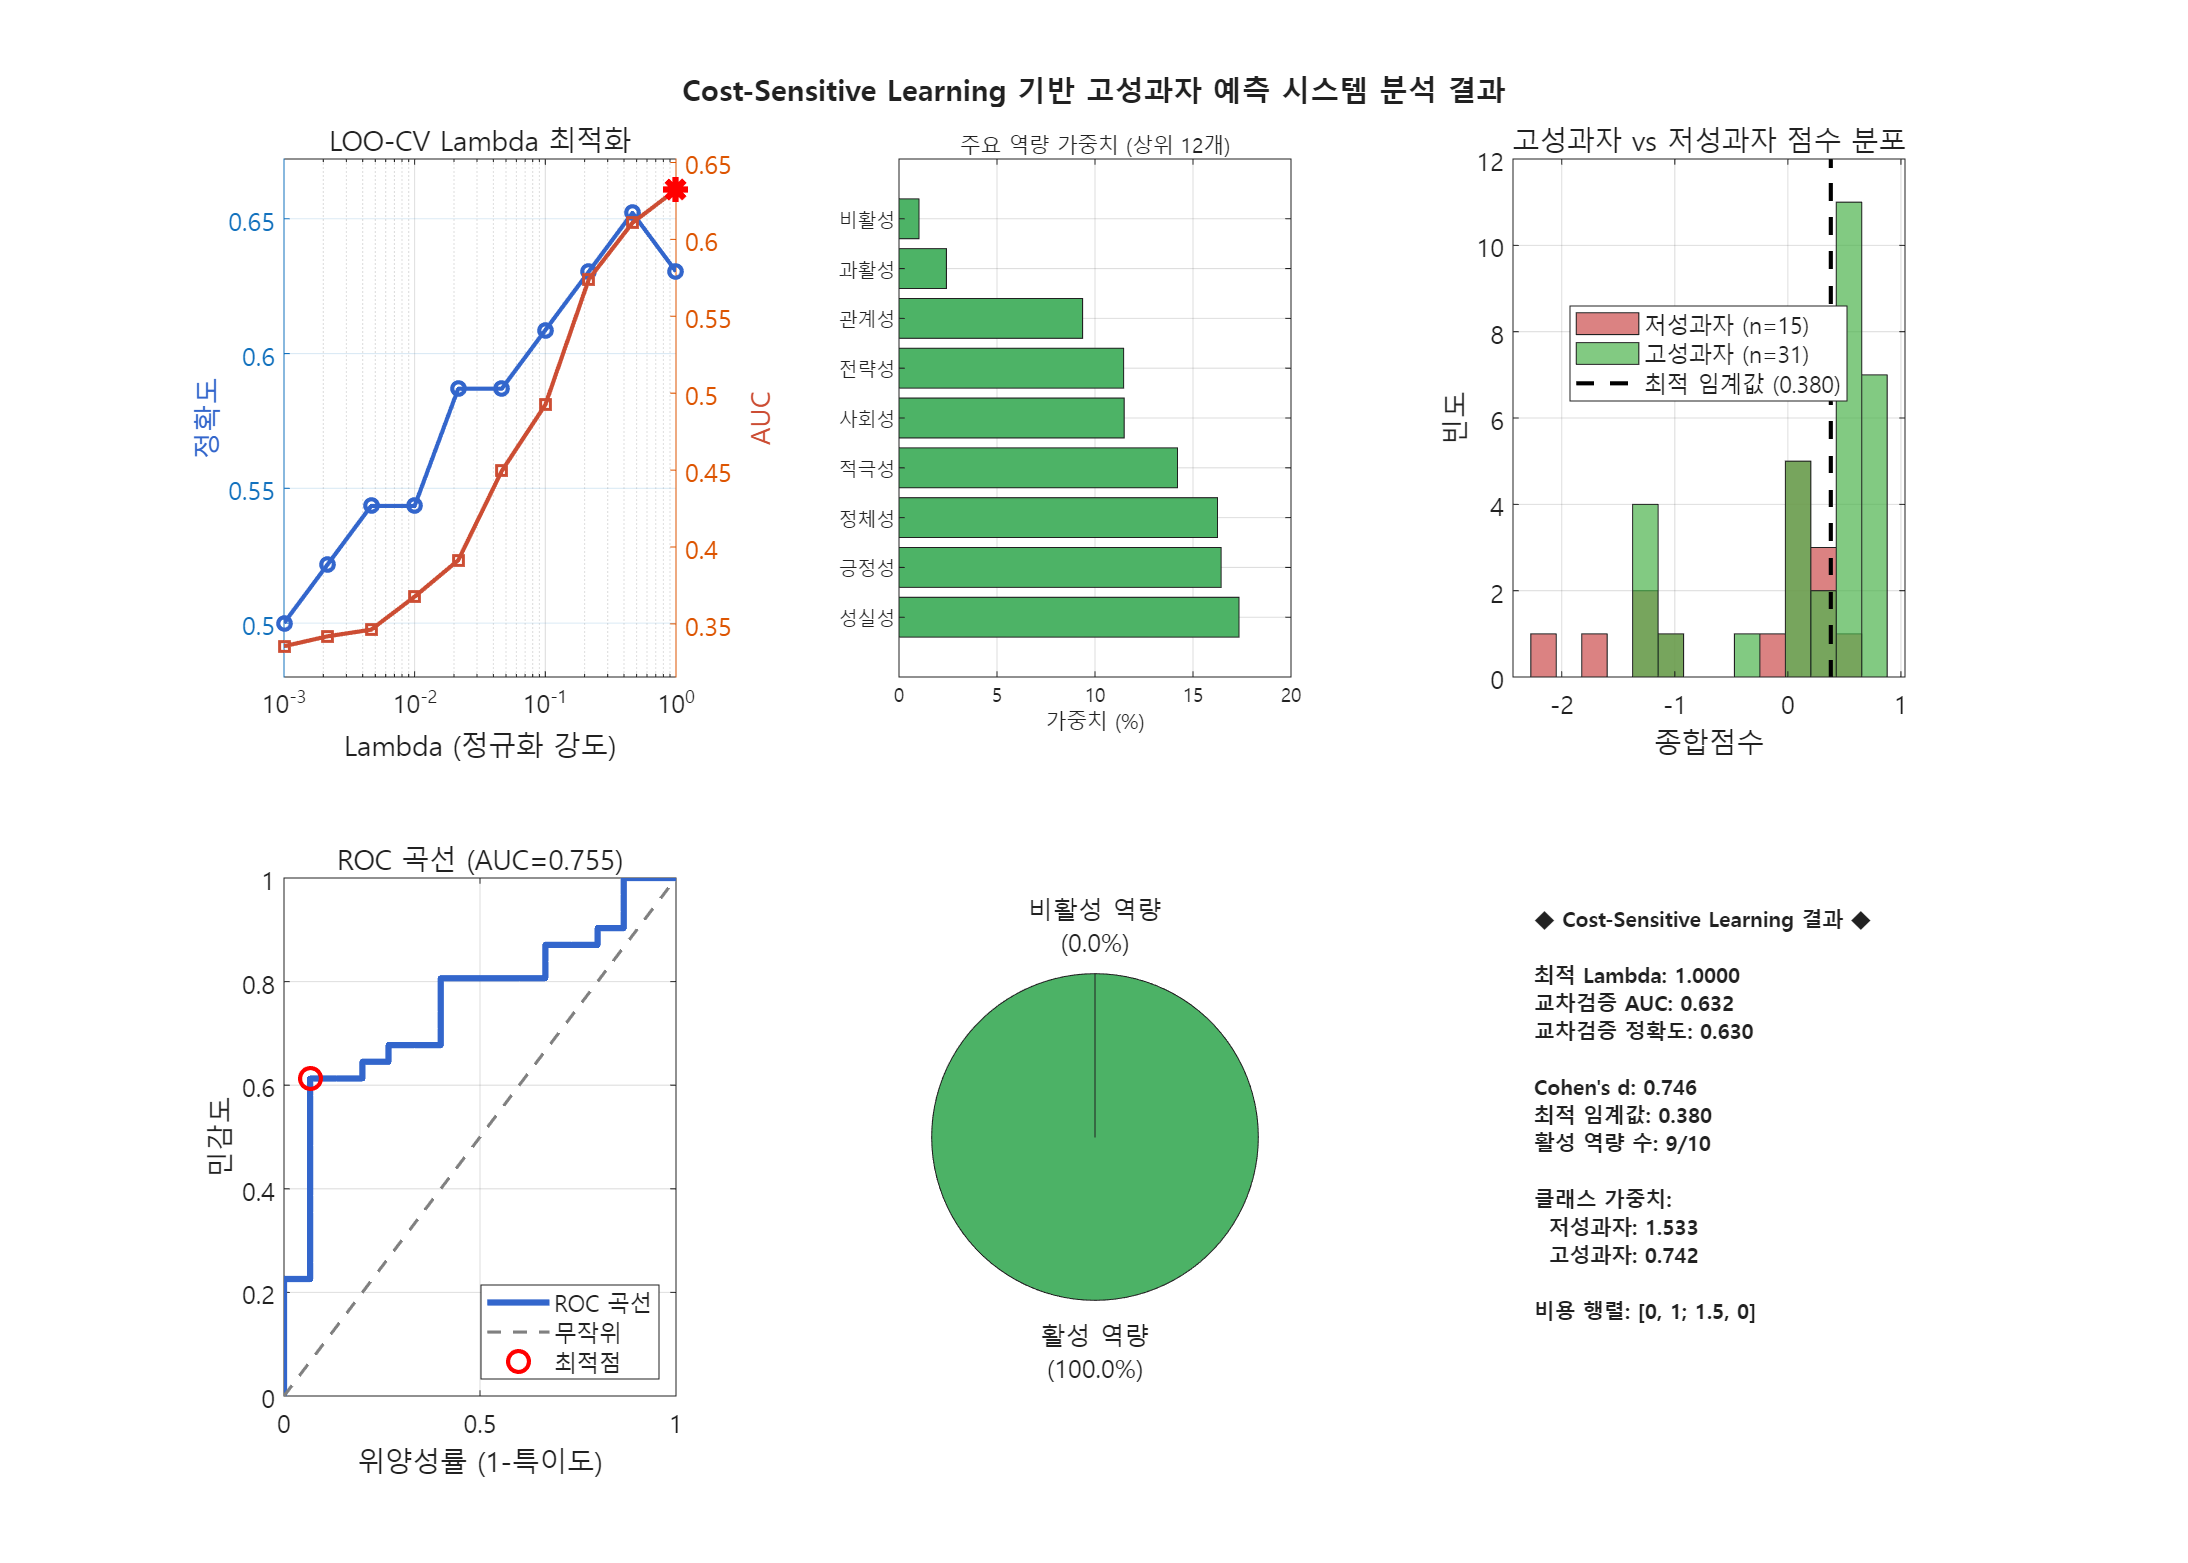 Cost-Sensitive Learning 기반 고성과자 예측 시스템 분석 결과
LOO-CV Lambda 최적화
0.65
0.6
0.55
0.5
정확도
0.65
0.6
0.55
0.5
0.45
0.4
0.35
AUC
10-3
10-2
10-1
100
Lambda (정규화 강도)
주요 역량 가중치 (상위 12개)
비활성
과활성
관계성
전략성
사회성
적극성
정체성
긍정성
성실성
0
5
10
15
20
가중치 (%)
고성과자 vs 저성과자 점수 분포
12
10
8
6
4
2
0
빈도
저성과자 (n=15)
고성과자 (n=31)
최적 임계값 (0.380)
-2
-1
0
1
종합점수
ROC 곡선 (AUC=0.755)
1
0.8
0.6
0.4
0.2
0
민감도
ROC 곡선
무작위
최적점
0
0.5
1
위양성률 (1-특이도)
비활성 역량
(0.0%)
활성 역량
(100.0%)
◆ Cost-Sensitive Learning 결과 ◆
최적 Lambda: 1.0000
교차검증 AUC: 0.632
교차검증 정확도: 0.630
Cohen's d: 0.746
최적 임계값: 0.380
활성 역량 수: 9/10
클래스 가중치:
저성과자: 1.533
고성과자: 0.742
비용 행렬: [0, 1; 1.5, 0]